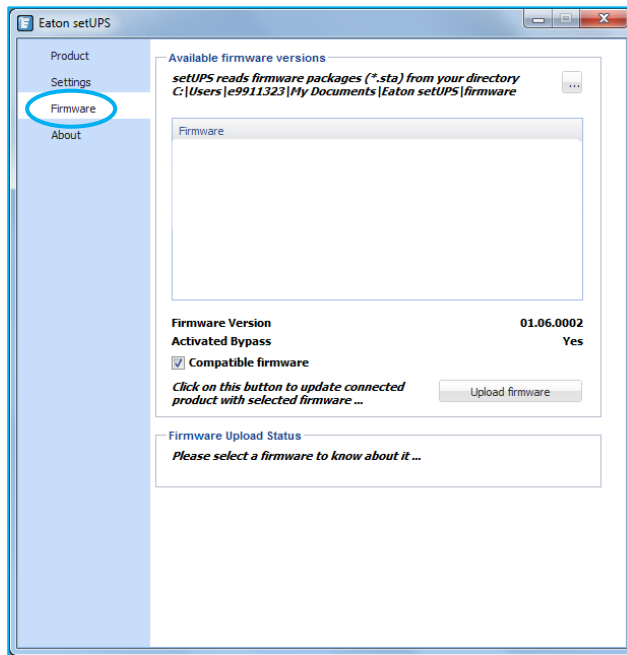 Eaton setUPS
Product
Settings
Firmware
About
Available firmware versions
setUPS reads firmware packages (*.sta) from your directory
C:|Users|e9911323|My Documents|Eaton setUPS|firmware
...
Firmware
Firmware Version 01.06.0002
Activated Bypass Yes
Compatible firmware
Click on this button to update connected
product with selected firmware ...
Upload firmware
Firmware Upload Status
Please select a firmware to know about it ...